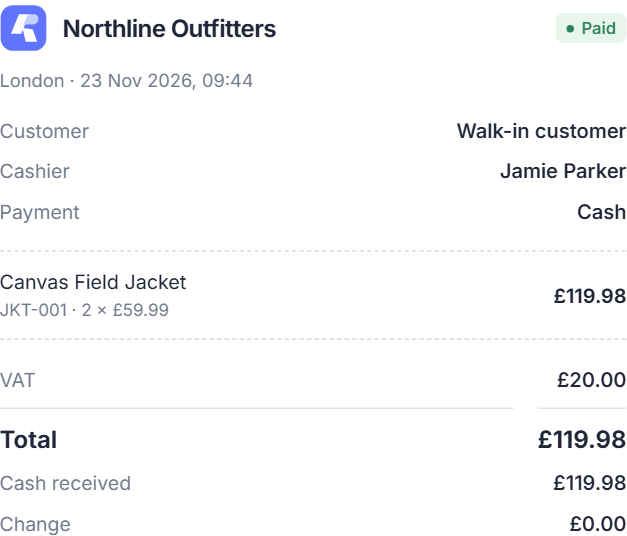 Northline Outfitters
Paid
London · 23 Nov 2026, 09:44
Customer Walk-in customer
Cashier Jamie Parker
Payment Cash
Canvas Field Jacket
JKT-001 · 2 × £59.99 £119.98
VAT £20.00
Total £119.98
Cash received £119.98
Change £0.00